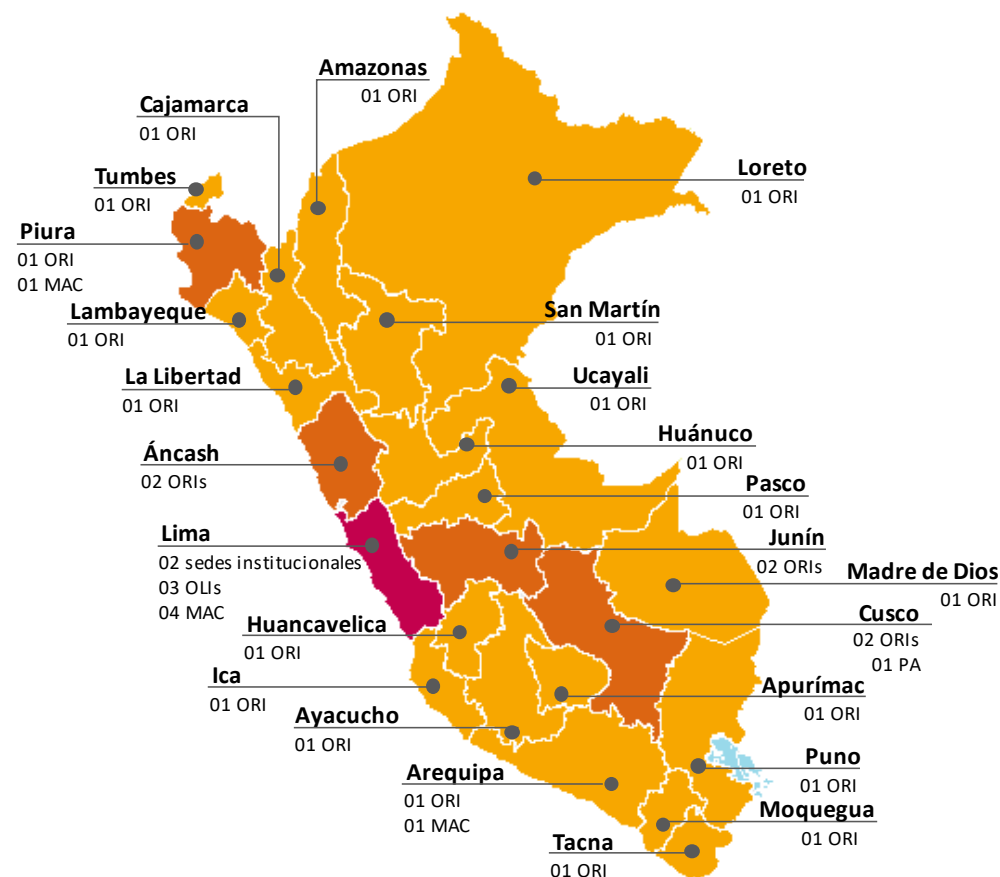 Amazonas
01 ORI
Cajamarca
01 ORI
Tumbes
01 ORI
Loreto
01 ORI
Piura
01 ORI
01 MAC
Lambayeque
01 ORI
San Martín
01 ORI
La Libertad
01 ORI
Ucayali
01 ORI
Huánuco
01 ORI
Áncash
02 ORIs
Pasco
01 ORI
Lima
02 sedes institucionales
03 OLIs
04 MAC
Junín
02 ORIs
Madre de Dios
01 ORI
Cusco
02 ORIs
01 PA
Huancavelica
01 ORI
Ica
01 ORI
Apurímac
01 ORI
Ayacucho
01 ORI
Puno
01 ORI
Arequipa
01 ORI
01 MAC
Moquegua
01 ORI
Tacna
01 ORI